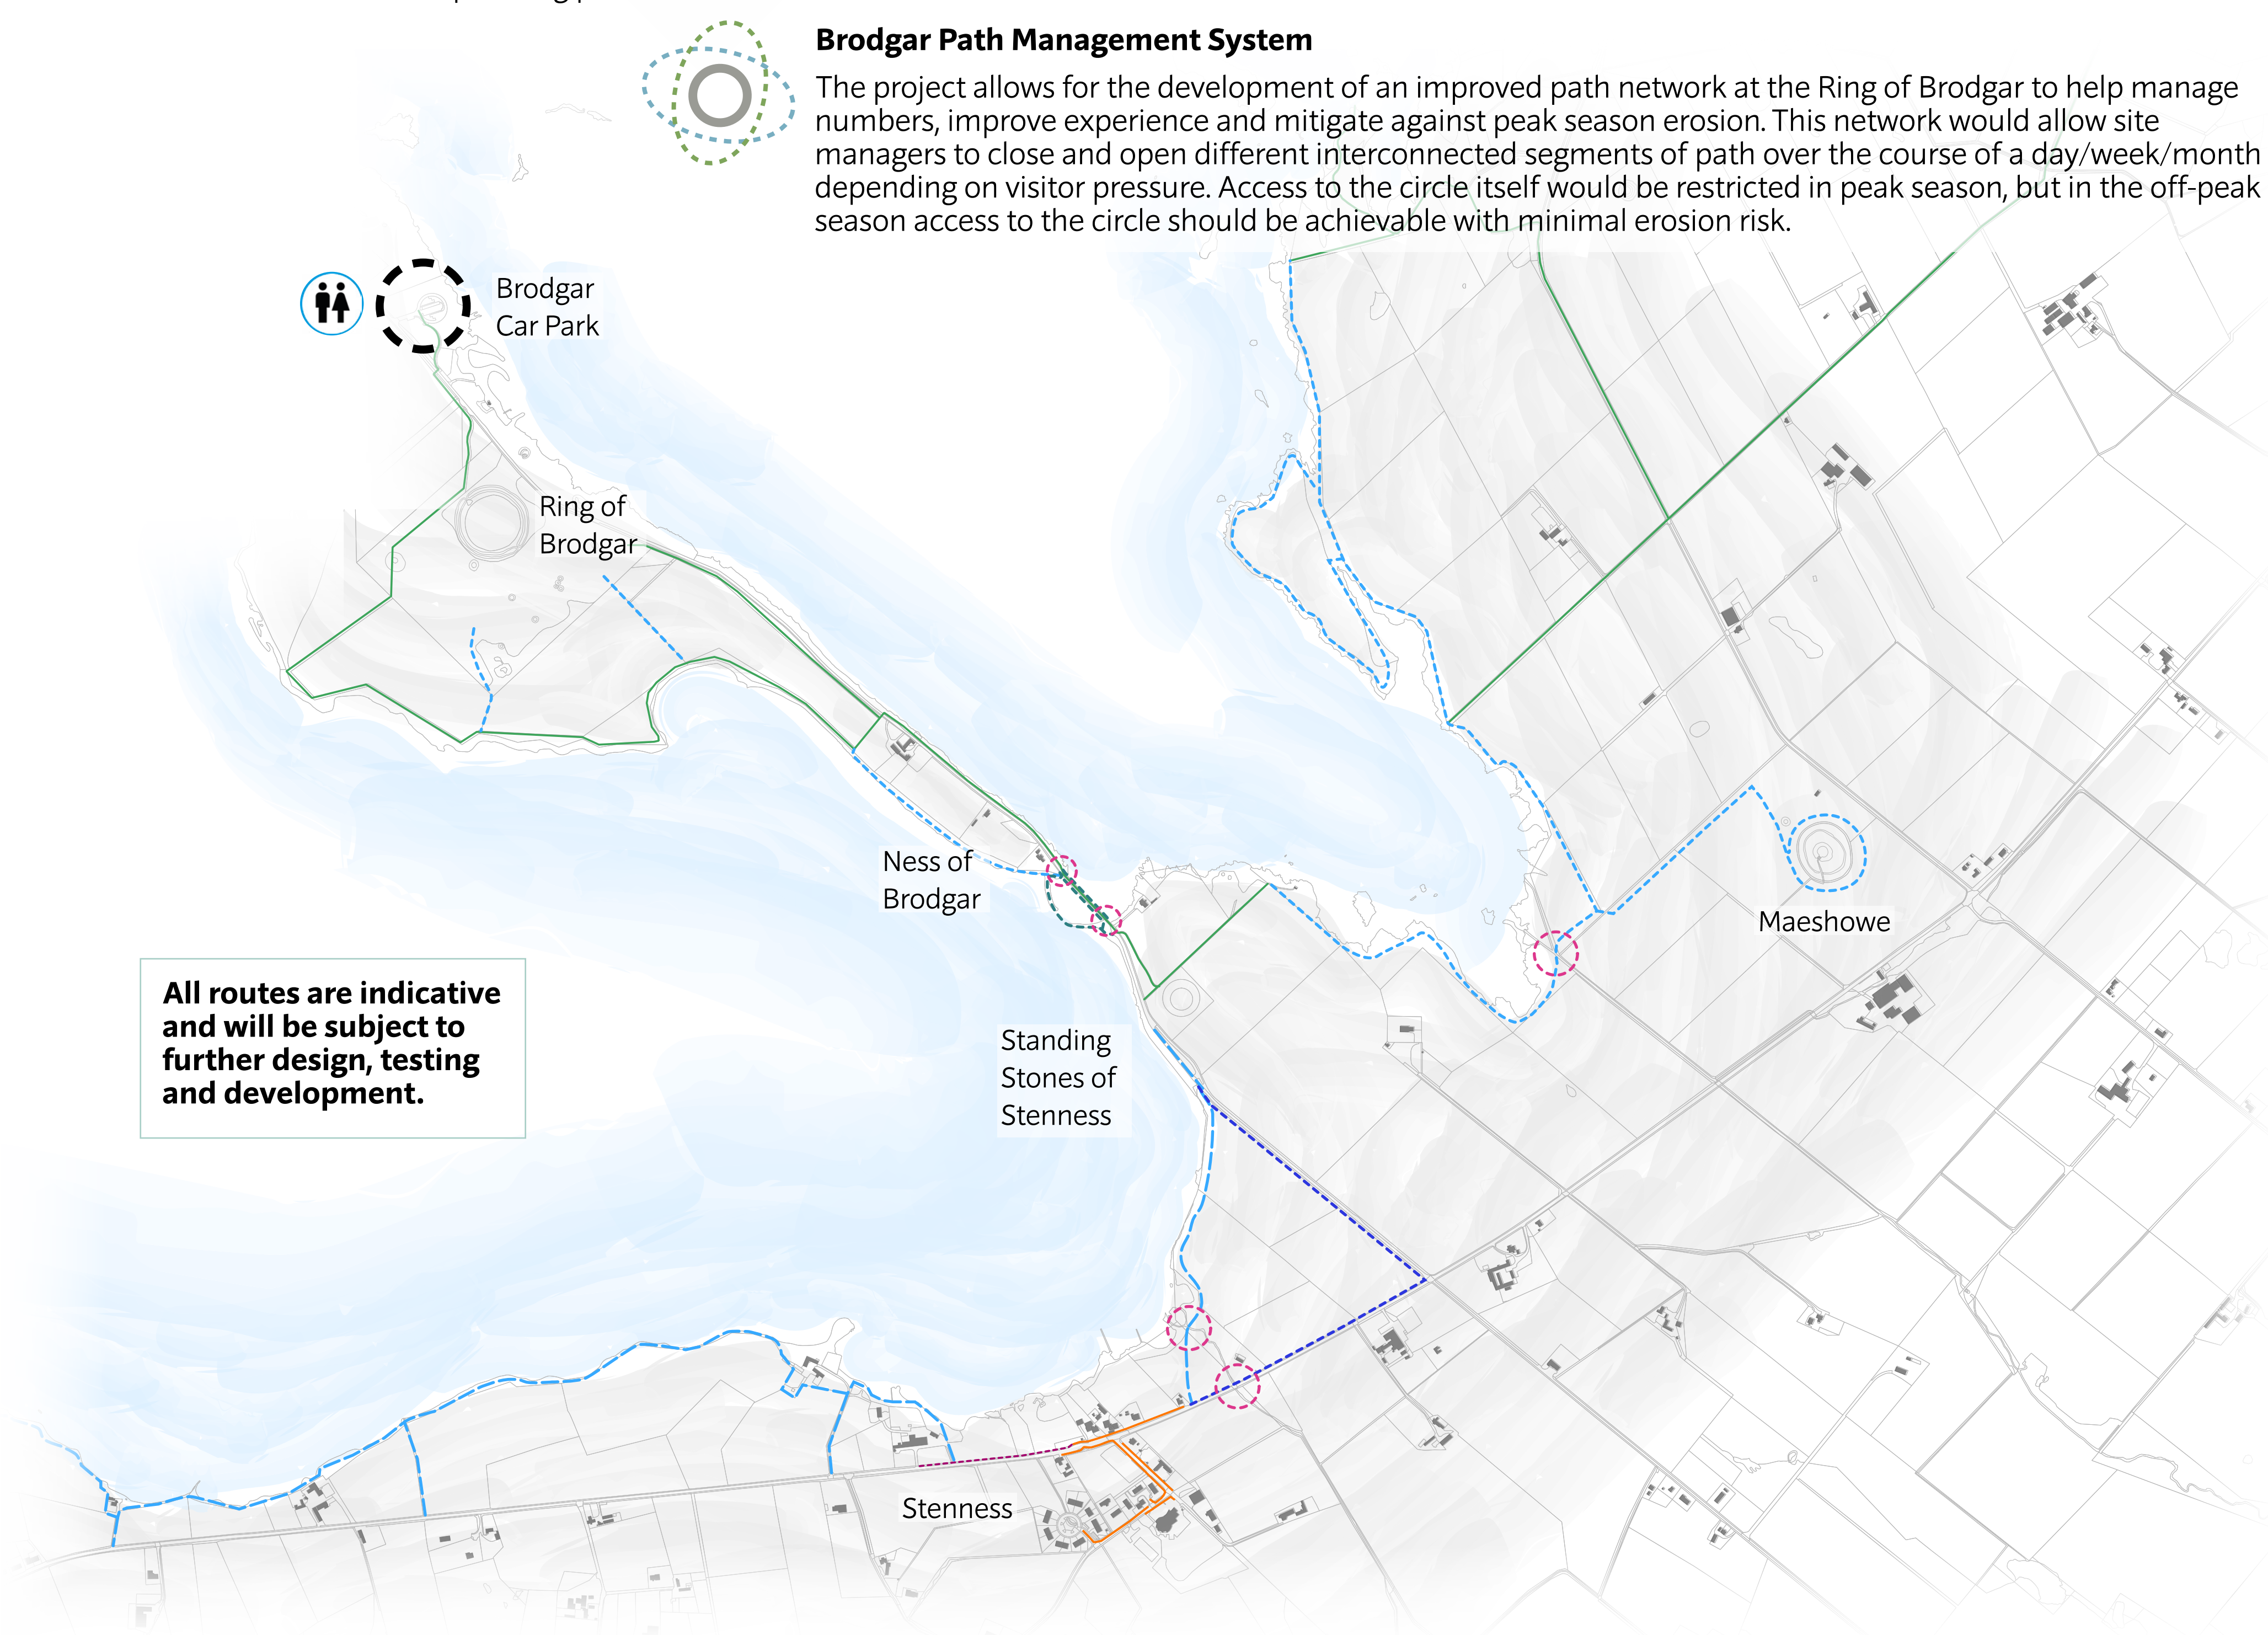 Brodgar Path Management System
The project allows for the development of an improved path network at the Ring of Brodgar to help manage
numbers, improve experience and mitigate against peak season erosion. This network would allow site
managers to close and open different interconnected segments of path over the course of a day/week/month
depending on visitor pressure. Access to the circle itself would be restricted in peak season, but in the off-peak
season access to the circle should be achievable with minimal erosion risk.
Brodgar
Car Park
Ring of
Brodgar
Ness of
Brodgar
Maeshowe
All routes are indicative
and will be subject to
further design, testing
and development.
Standing
Stones of
Stenness
Stenness